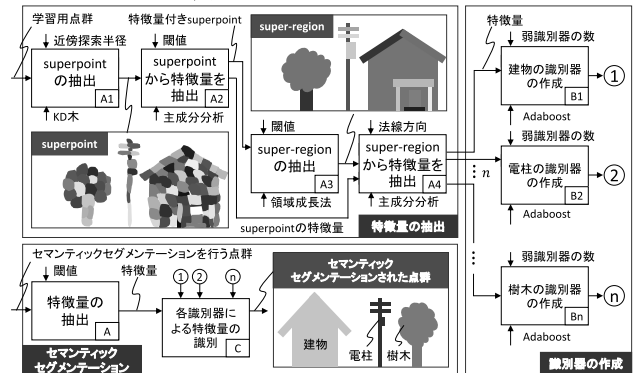 学習用点群
近傍探索半径
superpoint
の抽出
A1
KD木
閾値
特徴量付きsuperpoint
superpoint
から特徴量を
抽出
A2
主成分分析
super-region
superpoint
閾値
super-region
の抽出
A3
領域成長法
法線方向
super-region
から特徴量を
抽出
A4
主成分分析
superpointの特徴量
特徴量の抽出
特徴量
n
弱識別器の数
建物の識別器
の作成
B1
Adaboost
1
弱識別器の数
電柱の識別器
の作成
B2
Adaboost
2
弱識別器の数
樹木の識別器
の作成
Bn
Adaboost
n
識別器の作成
セマンティックセグメンテーションを行う点群
閾値
特徴量の
抽出
A
特徴量
1 2 n
各識別器に
よる特徴量の
識別
C
セマンティック
セグメンテーションされた点群
建物
電柱
樹木
セマンティック
セグメンテーション